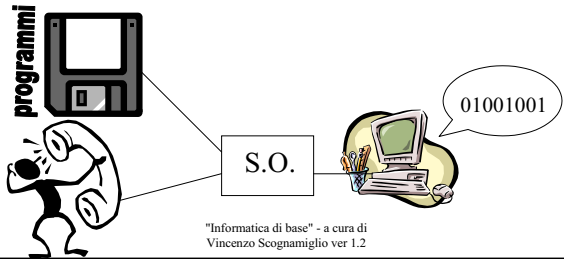 programmi
01001001
S.O.
"Informatica di base" - a cura di
Vincenzo Scognamiglio ver 1.2